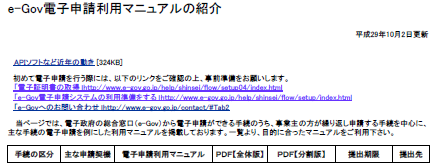 e-Gov電子申請利用マニュアルの紹介
平成29年10月2日更新
APIソフトなど近年の動き [324KB]
初めて電子申請を行う際には、以下のリンクをご確認の上、事前準備をお願いします。
「電子証明書の取得」http://www.e-gov.go.jp/help/shinsei/flow/setup04/index.html
「e-Gov電子申請システムの利用準備をする」http://www.e-gov.go.jp/help/shinsei/flow/setup/index.html
「e-Govへのお問い合わせ」http://www.e-gov.go.jp/contact/#Tab2
当ページでは、電子政府の総合窓口(e-Gov)から電子申請ができる手続のうち、事業主の方が繰り返し申請する手続を中心に、
主な手続の電子申請を例にした利用マニュアルを掲載しております。一覧より、目的に合ったマニュアルをご利用下さい。
手続の区分 主な申請契機 電子申請利用マニュアル PDF【全体版】 PDF【分割版】 提出期限 提出先